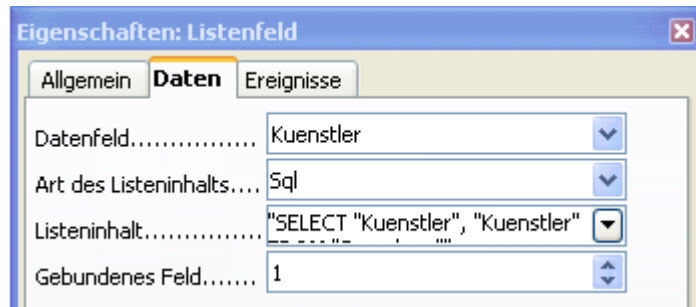 Eigenschaften: Listenfeld
Allgemein Daten Ereignisse
Datenfeld................ Kuenstler
Art des Listeninhalts.... Sql
Listeninhalt............... "SELECT "Kuenstler", "Kuenstler"
Gebundenes Feld....... 1